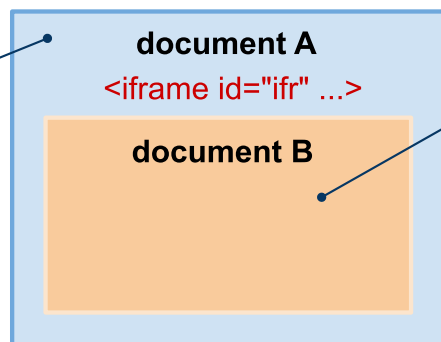 document A
<iframe id="ifr" ...>
document B